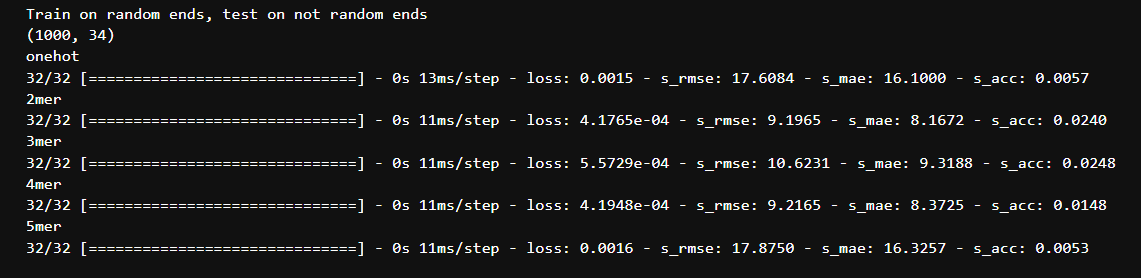 Train on random ends, test on not random ends
(1000, 34)
onehot
32/32 [==============================] - 0s 13ms/step - loss: 0.0015 - s_rmse: 17.6084 - s_mae: 16.1000 - s_acc: 0.0057
2mer
32/32 [==============================] - 0s 11ms/step - loss: 4.1765e-04 - s_rmse: 9.1965 - s_mae: 8.1672 - s_acc: 0.0240
3mer
32/32 [==============================] - 0s 11ms/step - loss: 5.5729e-04 - s_rmse: 10.6231 - s_mae: 9.3188 - s_acc: 0.0248
4mer
32/32 [==============================] - 0s 11ms/step - loss: 4.1948e-04 - s_rmse: 9.2165 - s_mae: 8.3725 - s_acc: 0.0148
5mer
32/32 [==============================] - 0s 11ms/step - loss: 0.0016 - s_rmse: 17.8750 - s_mae: 16.3257 - s_acc: 0.0053